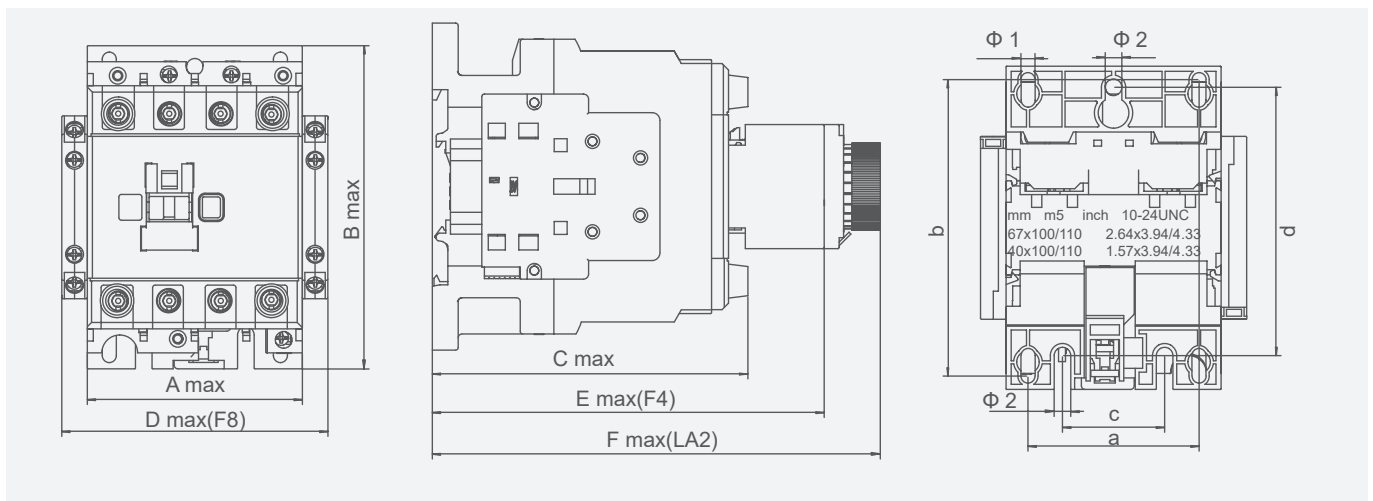 A max
D max(F8)
B max
C max
E max(F4)
F max(LA2)
Φ 1
Φ 2
b
d
mm m5 inch 10-24UNC
67x100/110 2.64x3.94/4.33
40x100/110 1.57x3.94/4.33
Φ 2
c
a